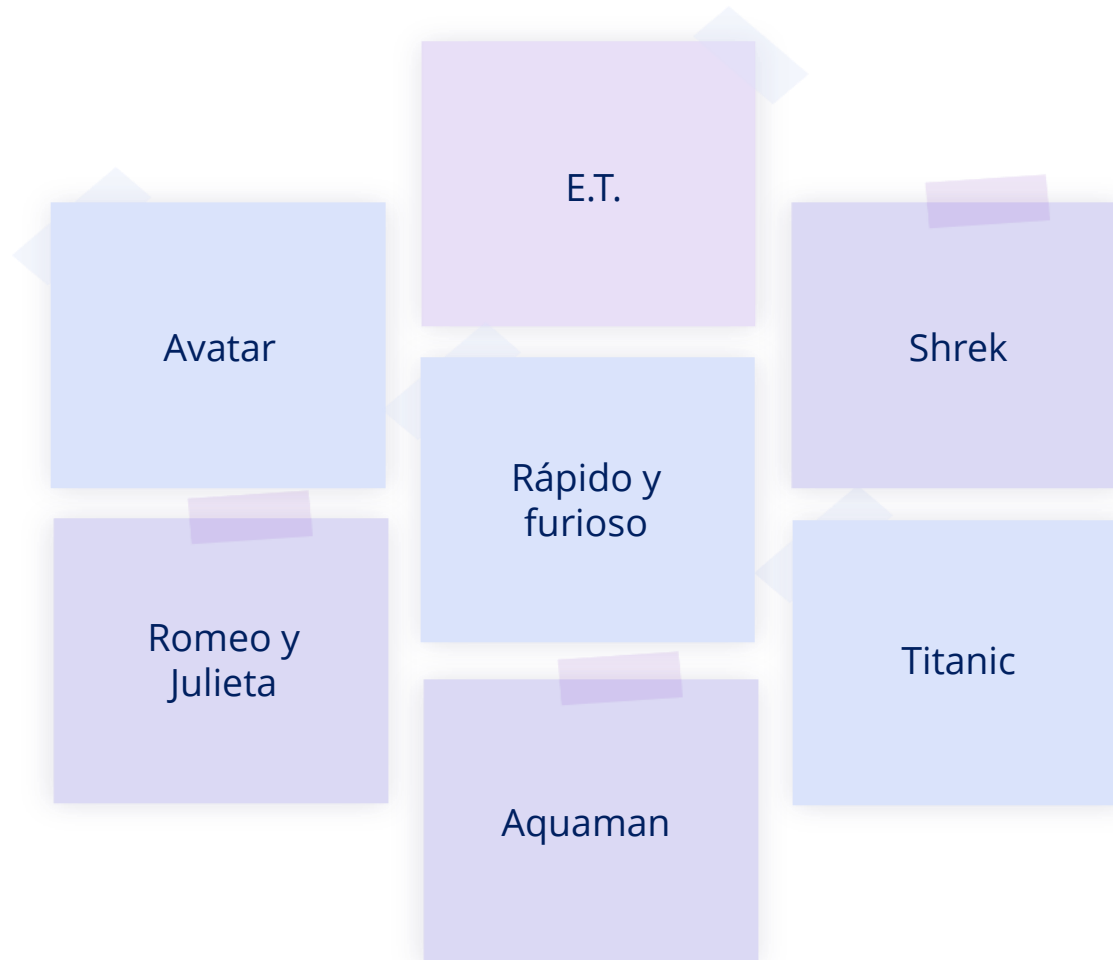 E.T.
Avatar
Shrek
Rápido y
furioso
Romeo y
Julieta
Titanic
Aquaman